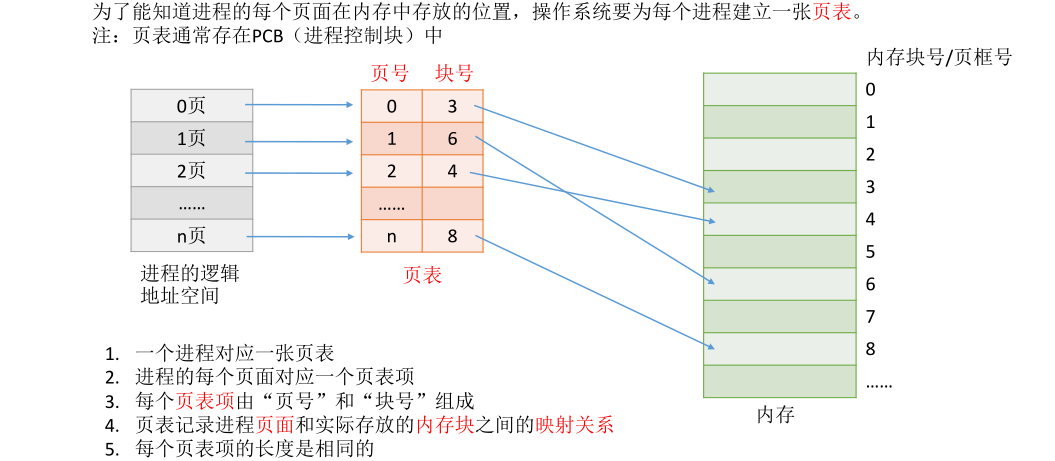 为了能知道进程的每个页面在内存中存放的位置，操作系统要为每个进程建立一张页表。
注：页表通常存在PCB（进程控制块）中
内存块号/页框号
页号 块号
0页 0 3 0
1页 1 6 1
2页 2 4 2
…… …… 3
n页 n 8 4
5
6
7
8
……
进程的逻辑
地址空间
页表
内存
1. 一个进程对应一张页表
2. 进程的每个页面对应一个页表项
3. 每个页表项由“页号”和“块号”组成
4. 页表记录进程页面和实际存放的内存块之间的映射关系
5. 每个页表项的长度是相同的